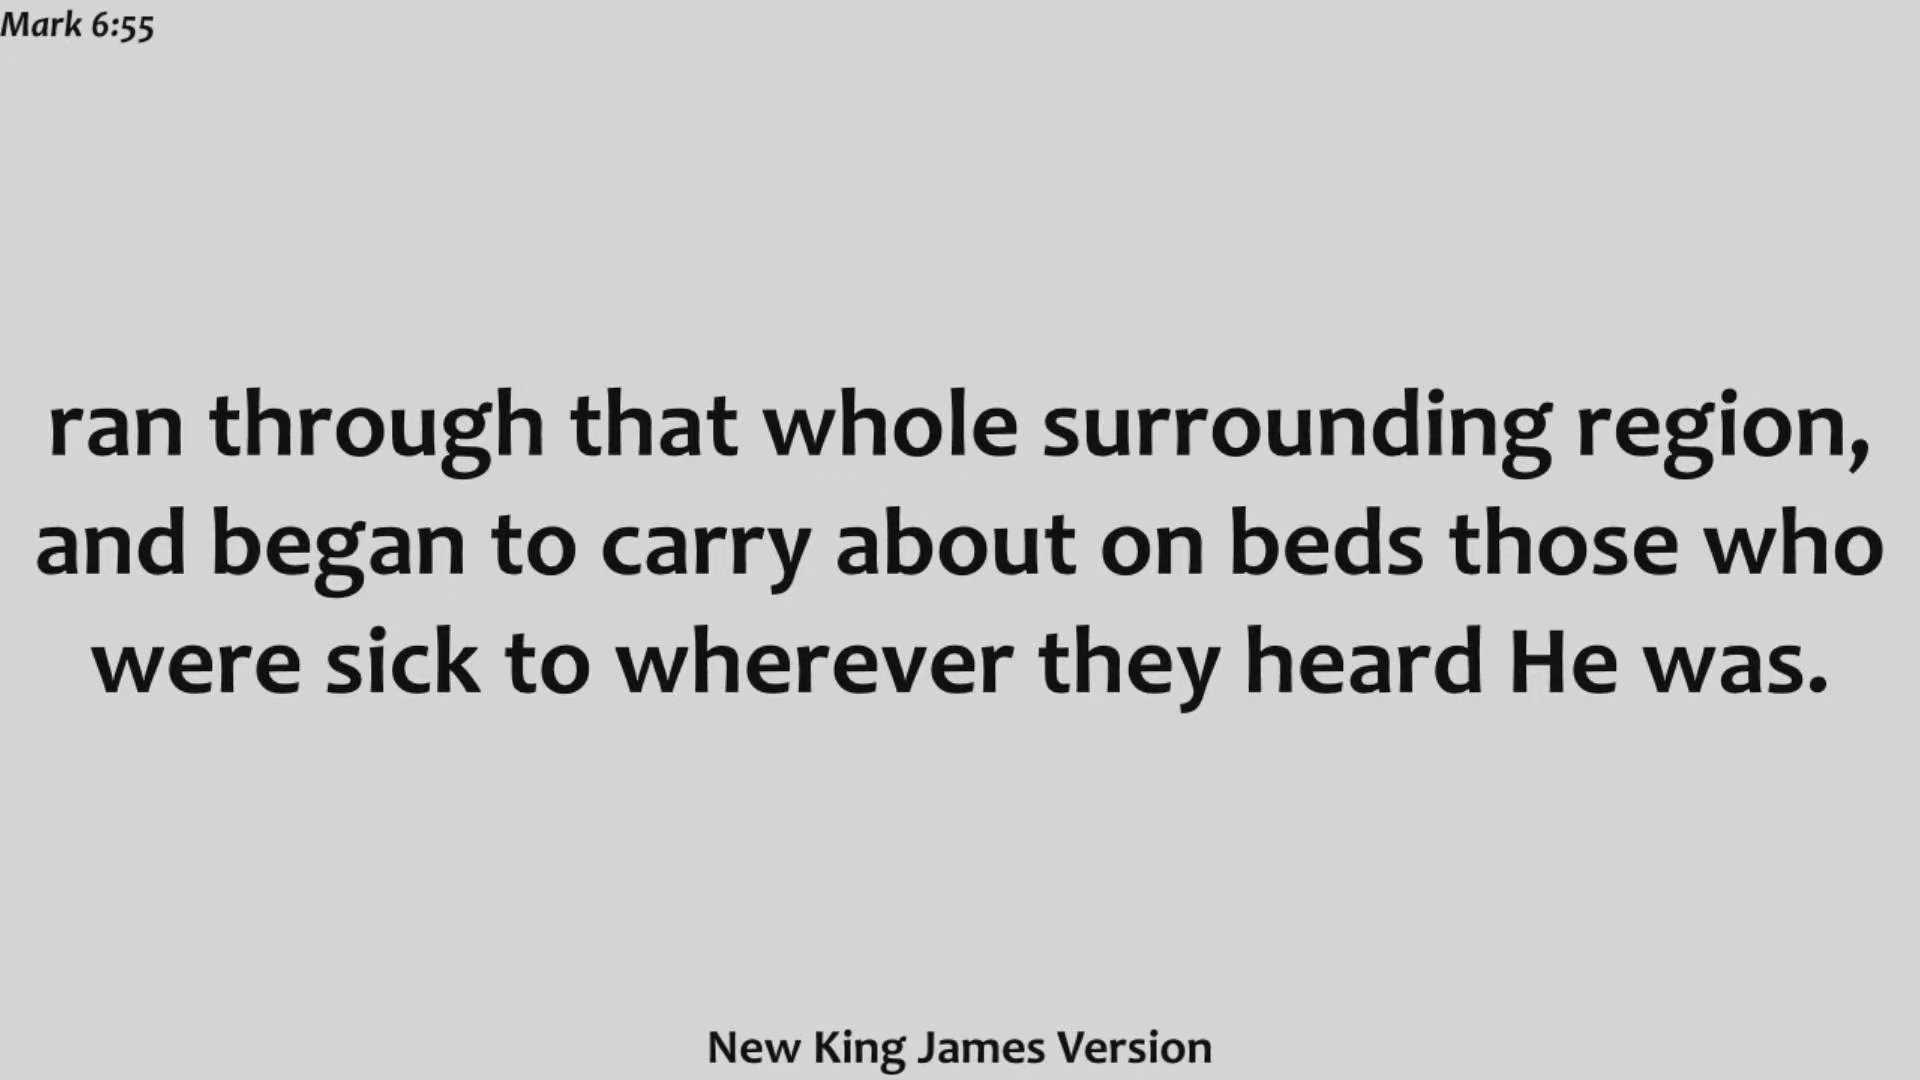 Mark 6:55
ran through that whole surrounding region,
and began to carry about on beds those who
were sick to wherever they heard He was.
New King James Version